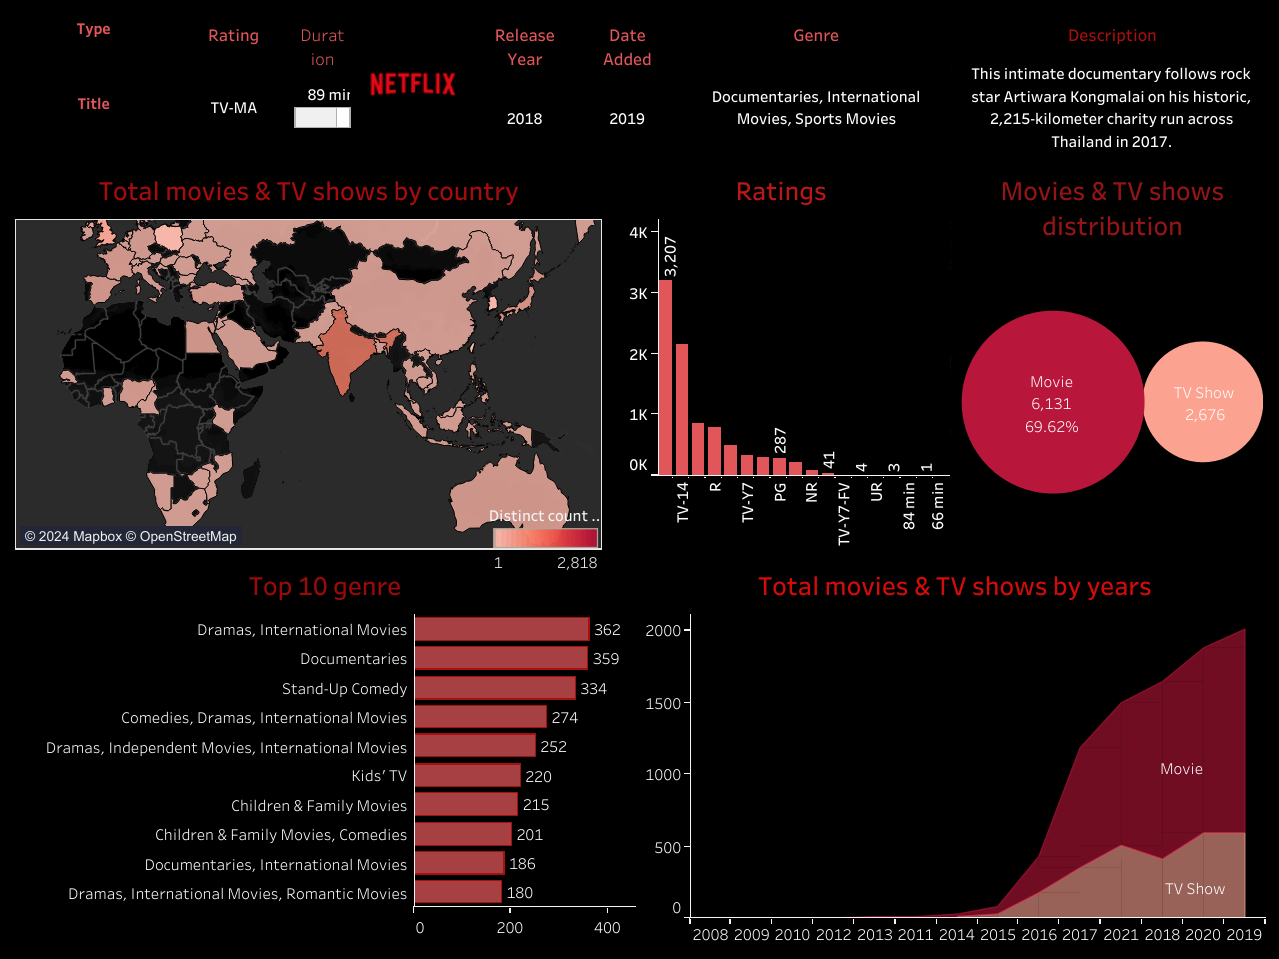 Type
Rating
Durat
ion
Release
Year
Date
Added
Genre
Description
Title
TV-MA
89 min
NETFLIX
2018
2019
Documentaries, International
Movies, Sports Movies
This intimate documentary follows rock
star Artiwara Kongmalai on his historic,
2,215-kilometer charity run across
Thailand in 2017.
Total movies & TV shows by country
© 2024 Mapbox © OpenStreetMap
Distinct count ..
1
2,818
Ratings
4K
3K
2K
1K
0K
3,207
287
41
4
3
1
TV-14
R
TV-Y7
PG
NR
TV-Y7-FV
UR
84 min
66 min
Movies & TV shows
distribution
Movie
6,131
69.62%
TV Show
2,676
Top 10 genre
Dramas, International Movies 362
Documentaries 359
Stand-Up Comedy 334
Comedies, Dramas, International Movies 274
Dramas, Independent Movies, International Movies 252
Kids' TV 220
Children & Family Movies 215
Children & Family Movies, Comedies 201
Documentaries, International Movies 186
Dramas, International Movies, Romantic Movies 180
0 200 400
Total movies & TV shows by years
2000
1500
1000
500
0
Movie
TV Show
2008 2009 2010 2012 2013 2011 2014 2015 2016 2017 2021 2018 2020 2019